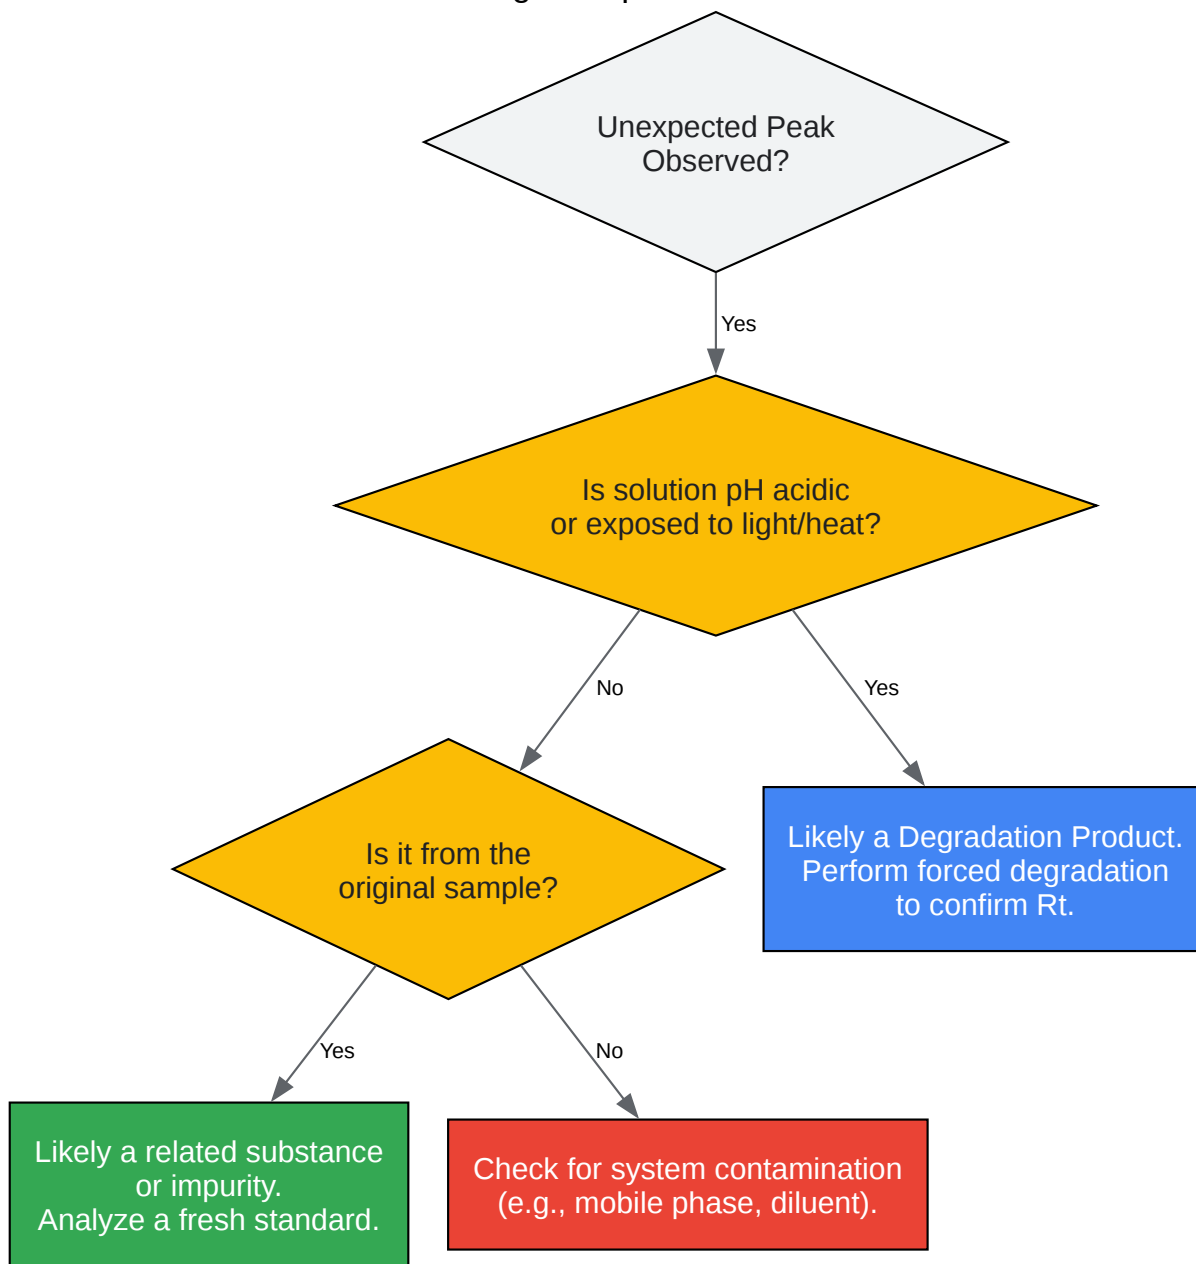 Unexpected Peak
Observed?
Yes
Is solution pH acidic
or exposed to light/heat?
No
Yes
Is it from the
original sample?
Likely a Degradation Product.
Perform forced degradation
to confirm Rt.
Yes
No
Likely a related substance
or impurity.
Analyze a fresh standard.
Check for system contamination
(e.g., mobile phase, diluent).